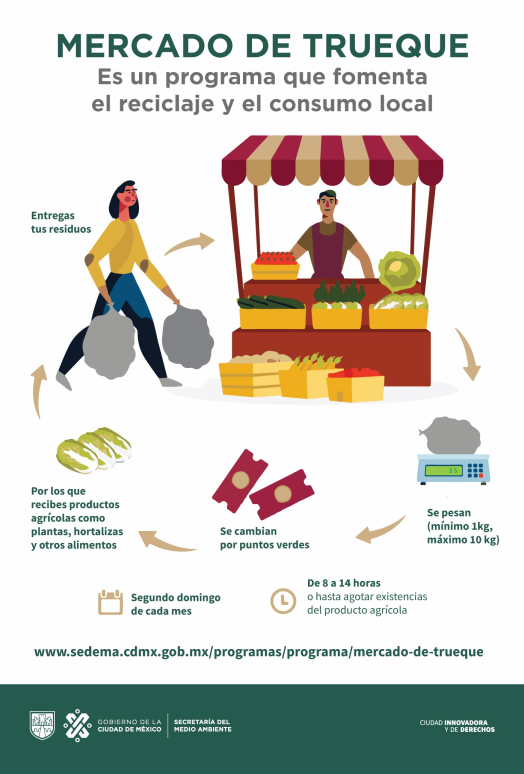 MERCADO DE TRUEQUE
Es un programa que fomenta
el reciclaje y el consumo local
Entregas
tus residuos
35
Se pesan
(mínimo 1kg,
máximo 10 kg)
Se cambian
por puntos verdes
Por los que
recibes productos
agrícolas como
plantas, hortalizas
y otros alimentos
Segundo domingo
de cada mes
De 8 a 14 horas
o hasta agotar existencias
del producto agrícola
www.sedema.cdmx.gob.mx/programas/programa/mercado-de-trueque
GOBIERNO DE LA
CIUDAD DE MÉXICO
SECRETARÍA DEL
MEDIO AMBIENTE
CIUDAD INNOVADORA
Y DE DERECHOS